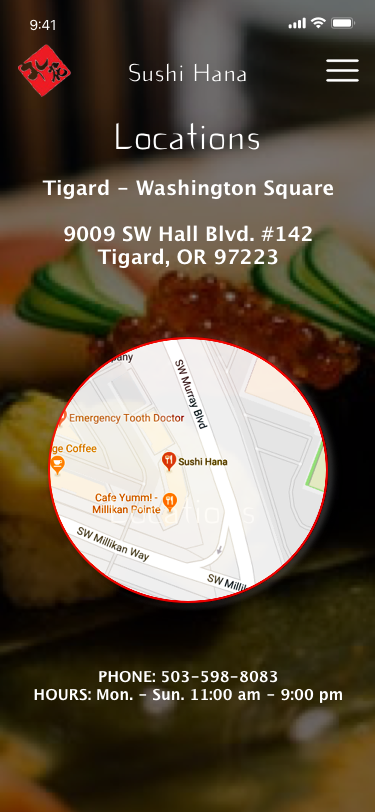 9:41
Sushi Hana
Locations
Tigard - Washington Square
9009 SW Hall Blvd. #142
Tigard, OR 97223
pany
SW Murray Blvd
Emergency Tooth Doctor
ge Coffee
Sushi Hana
Cafe Yumm! -
Millikan Pointe
Locations
SW Millikan Way
SW Millik
PHONE: 503-598-8083
HOURS: Mon. - Sun. 11:00 am - 9:00 pm